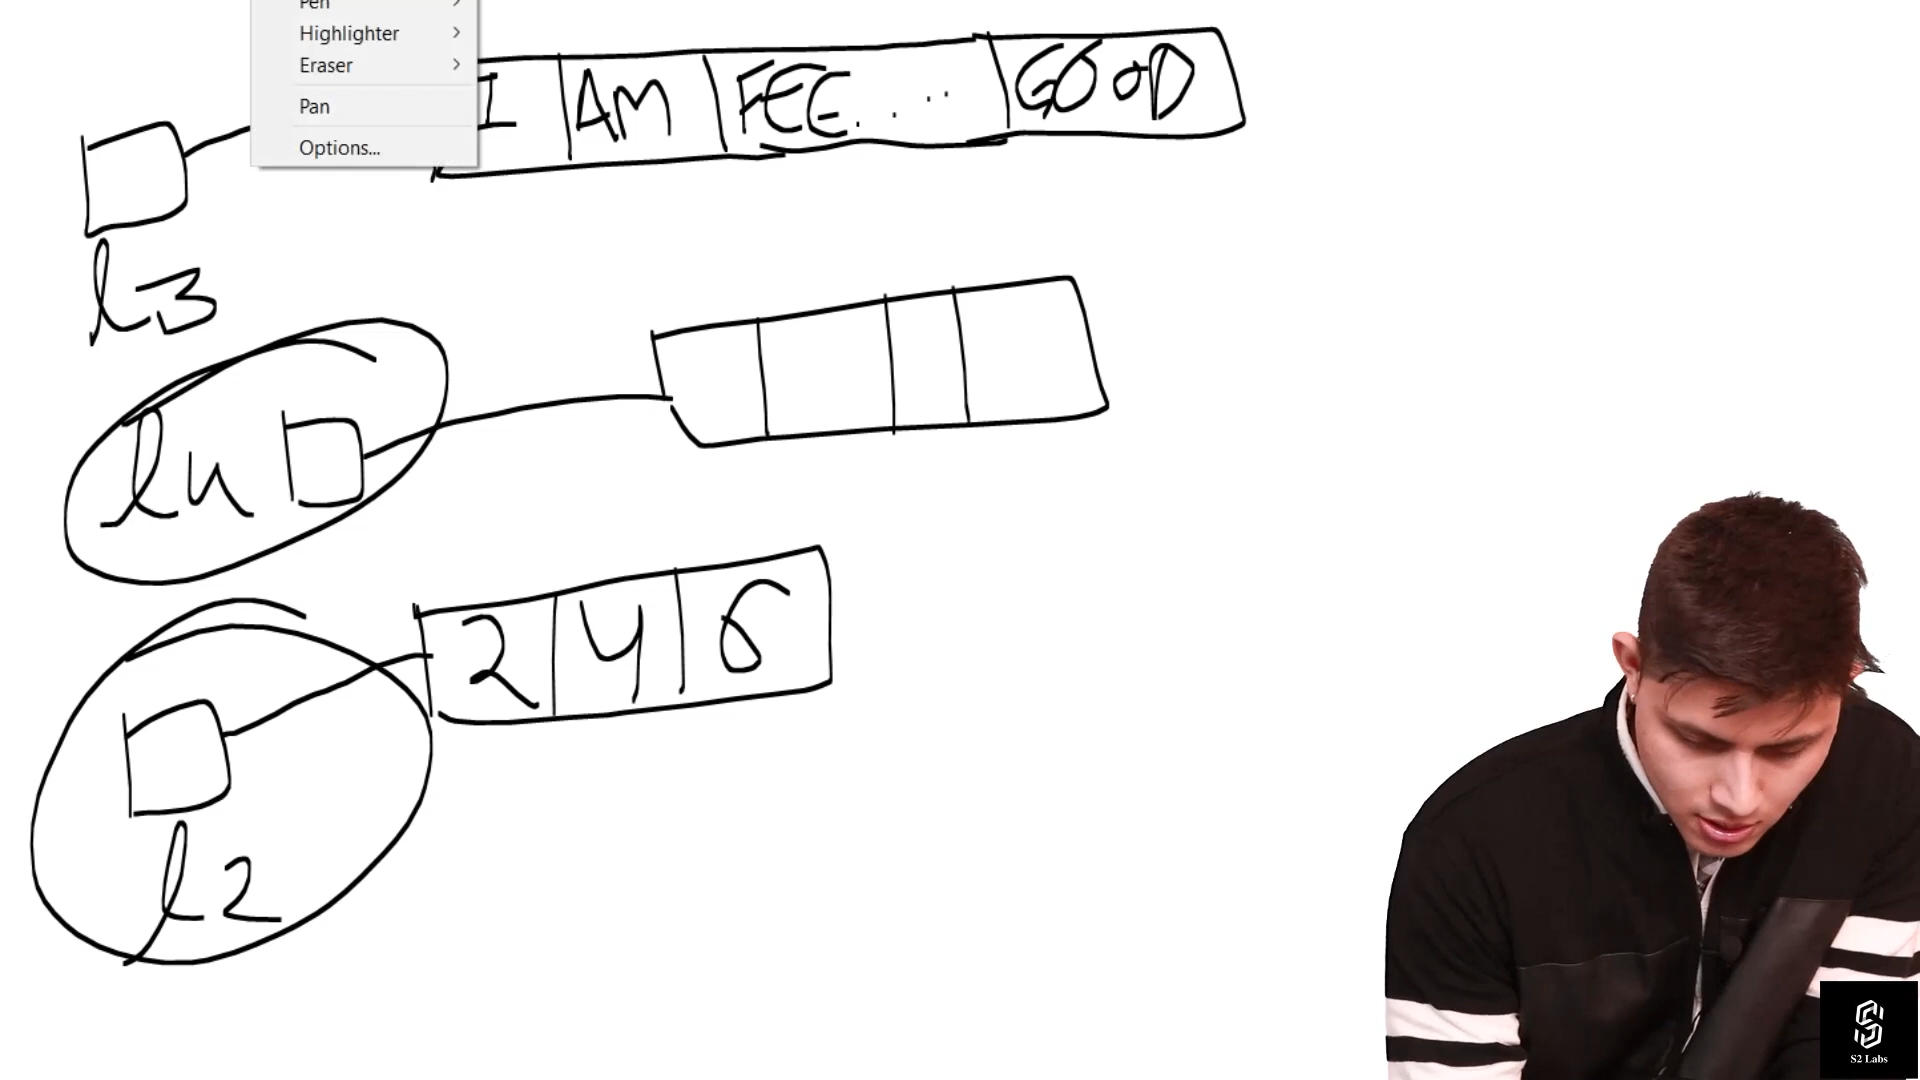 Pen
Highlighter
Eraser
Pan
Options...
I AM FEE.... GOOD
l3
l4
2 4 6
l2
S2 Labs